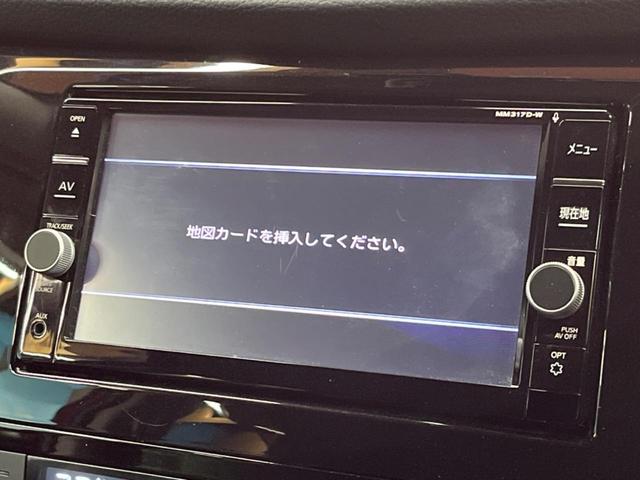 OPEN
MM317D-W
メニュー
AV
現在地
TRACK/SEEK
地図カードを挿入してください。
音量
SOURCE
AUX
PUSH
AV OFF
OPT